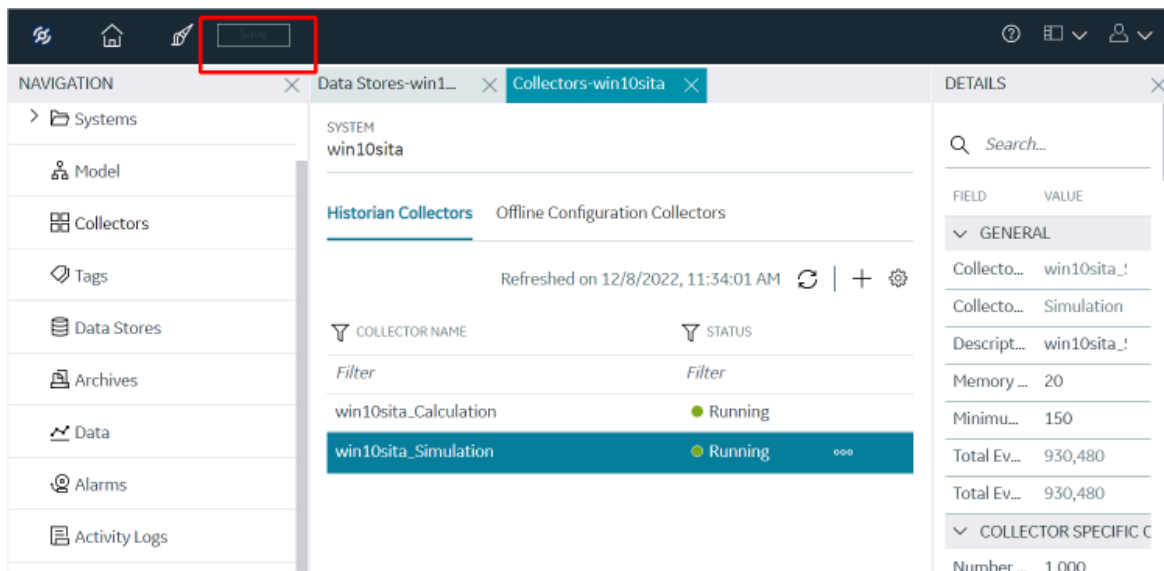 Save
NAVIGATION
Systems
Model
Collectors
Tags
Data Stores
Archives
Data
Alarms
Activity Logs
Data Stores-win1...
Collectors-win10sita
SYSTEM
win10sita
Historian Collectors
Offline Configuration Collectors
Refreshed on 12/8/2022, 11:34:01 AM
COLLECTOR NAME STATUS
Filter Filter
win10sita_Calculation Running
win10sita_Simulation Running
DETAILS
Search...
FIELD VALUE
GENERAL
Collecto... win10sita_
Collecto... Simulation
Descript... win10sita_
Memory ... 20
Minimu... 150
Total Ev... 930,480
Total Ev... 930,480
COLLECTOR SPECIFIC
Number ... 1,000